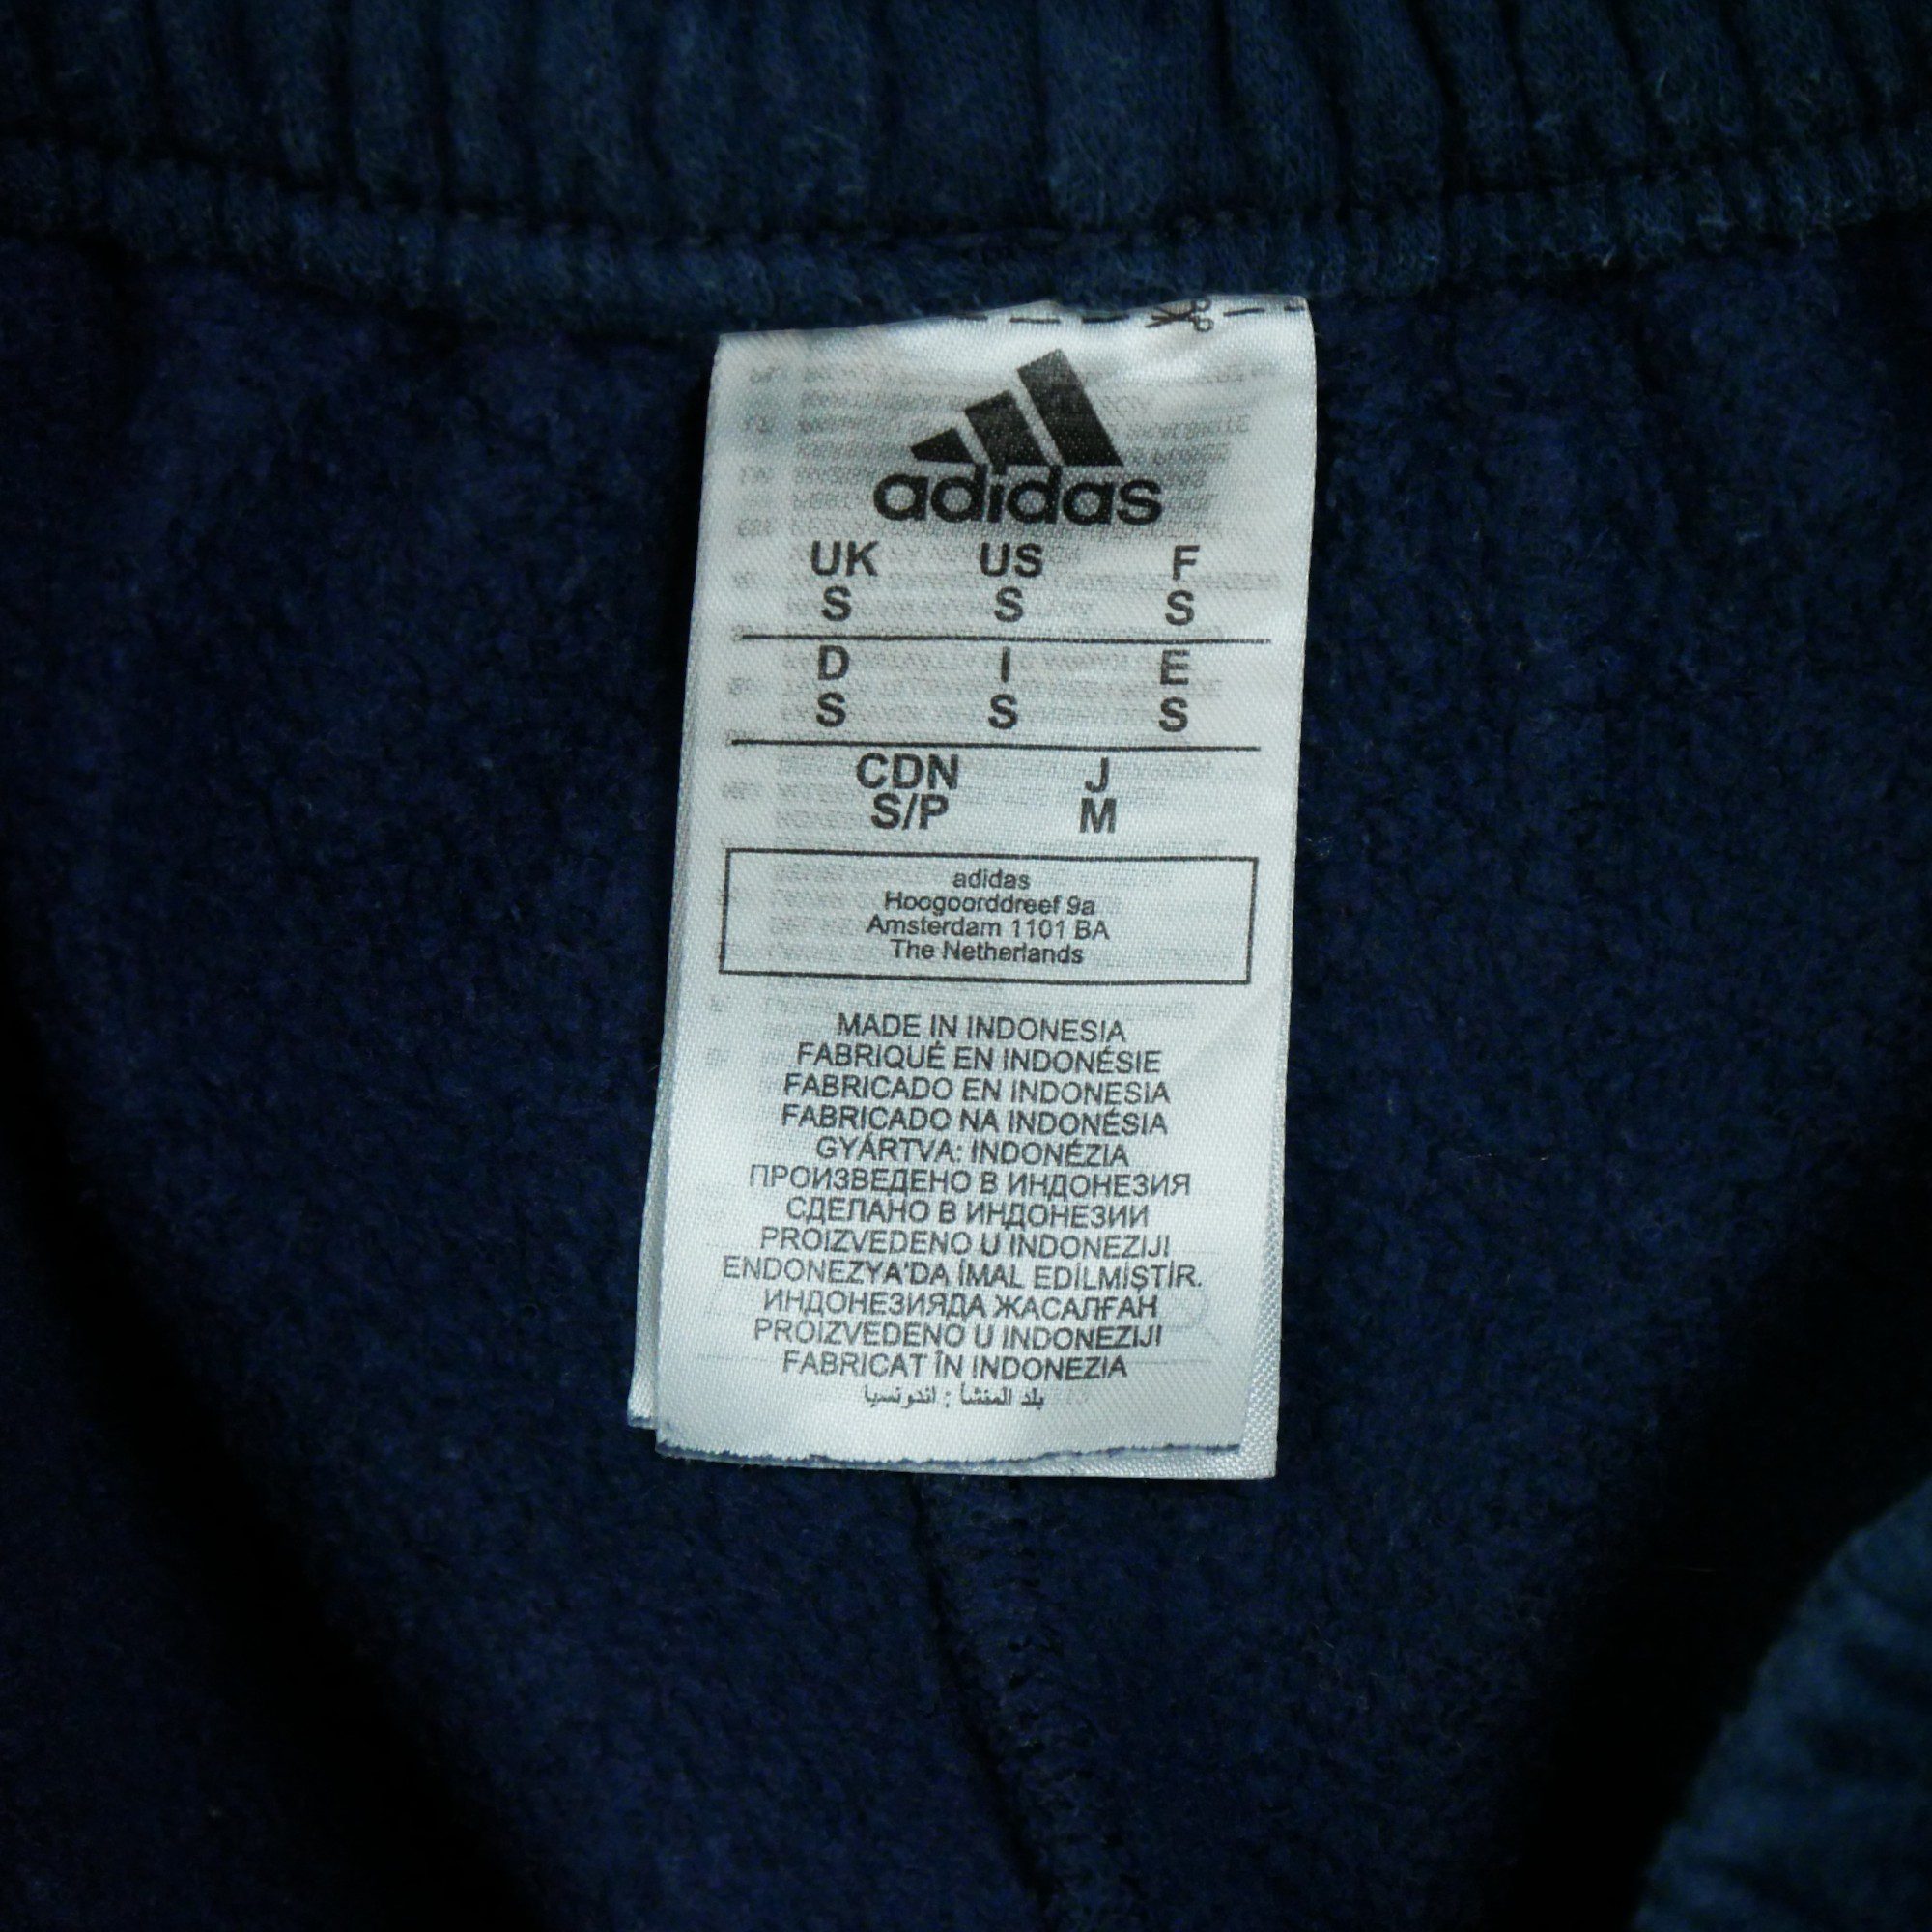 adidas
UK US F
S S S
D I E
S S S
CDN J
S/P M
adidas
Hoogoorddreef 9a
Amsterdam 1101 BA
The Netherlands
MADE IN INDONESIA
FABRIQUÉ EN INDONÉSIE
FABRICADO EN INDONESIA
FABRICADO NA INDONÉSIA
GYÁRTVA: INDONÉZIA
ПРОИЗВЕДЕНО В ИНДОНЕЗИЯ
СДЕЛАНО В ИНДОНЕЗИИ
PROIZVEDENO U INDONEZIJI
ENDONEZYA'DA İMAL EDİLMİŞTİR.
ИНДОНЕЗИЯДА ЖАСАЛҒАН
PROIZVEDENO U INDONEZIJI
FABRICAT ÎN INDONEZIA
بلد المنشأ : اندونسيا